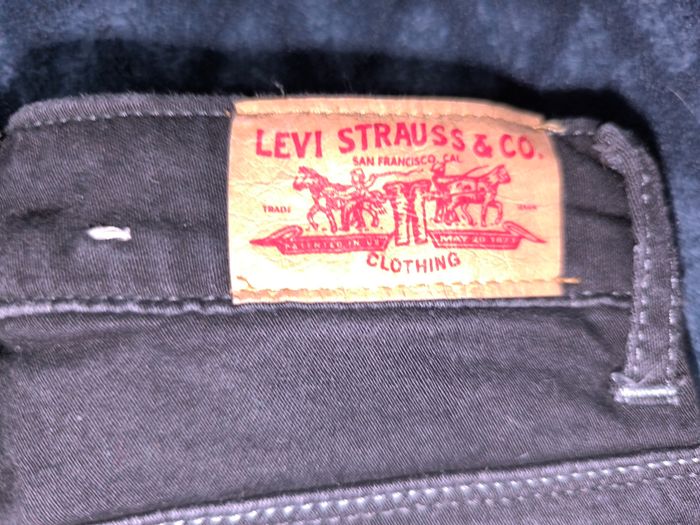 LEVI STRAUSS & CO.
SAN FRANCISCO, CAL
TRADE MARK
PATENTED IN U.S.
MAY 20 1873
CLOTHING